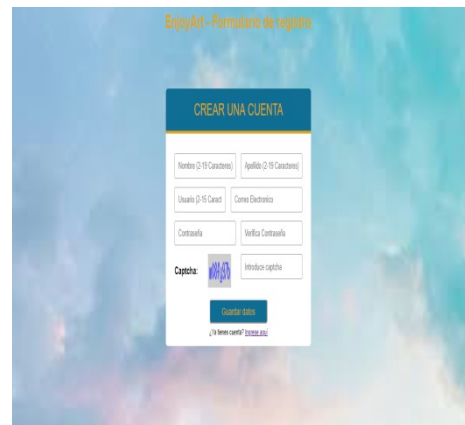 EnjoyArt - Formulario de registro
CREAR UNA CUENTA
Nombre (2-19 Caracteres) Apellido (2-19 Caracteres)
Usuario (2-15 Caract Correo Electronico
Contraseña Verifica Contraseña
Captcha: Introduce captcha
Guardar datos
¿Ya tienes cuenta? Ingrese aquí